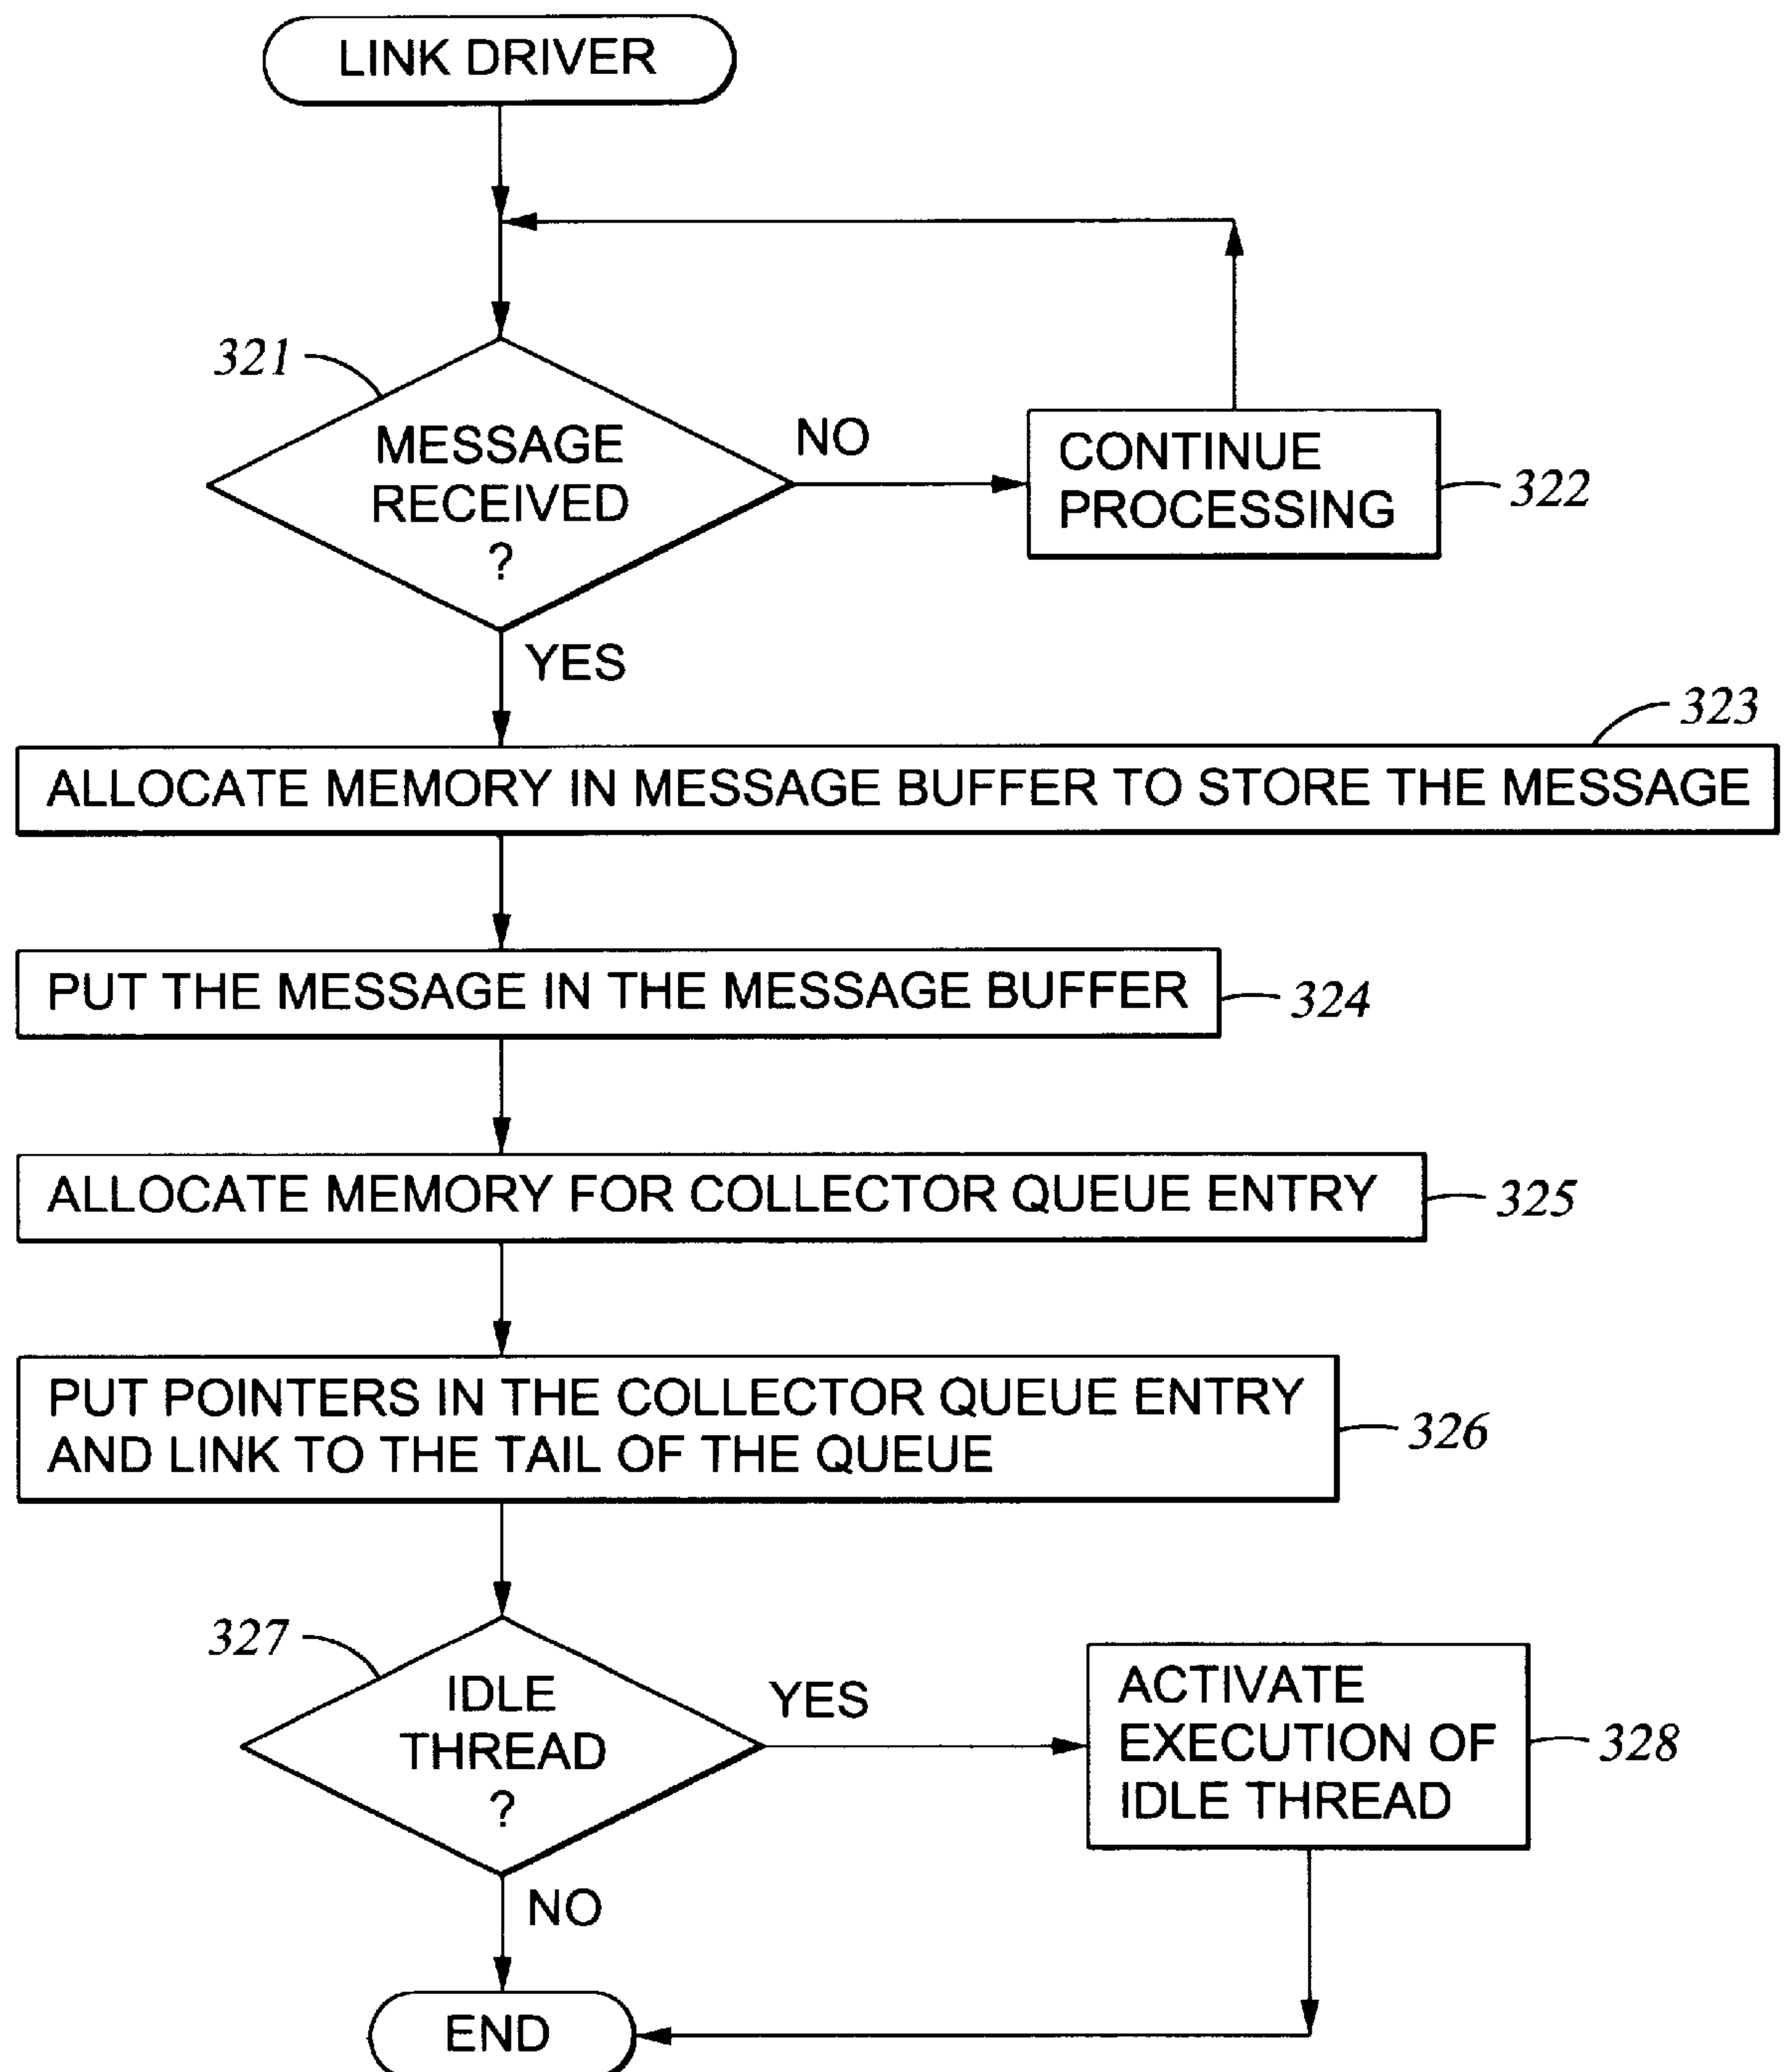 LINK DRIVER
321
MESSAGE
RECEIVED
?
NO
CONTINUE
PROCESSING
322
YES
323
ALLOCATE MEMORY IN MESSAGE BUFFER TO STORE THE MESSAGE
PUT THE MESSAGE IN THE MESSAGE BUFFER
324
ALLOCATE MEMORY FOR COLLECTOR QUEUE ENTRY
325
PUT POINTERS IN THE COLLECTOR QUEUE ENTRY
AND LINK TO THE TAIL OF THE QUEUE
326
327
IDLE
THREAD
?
YES
ACTIVATE
EXECUTION OF
IDLE THREAD
328
NO
END